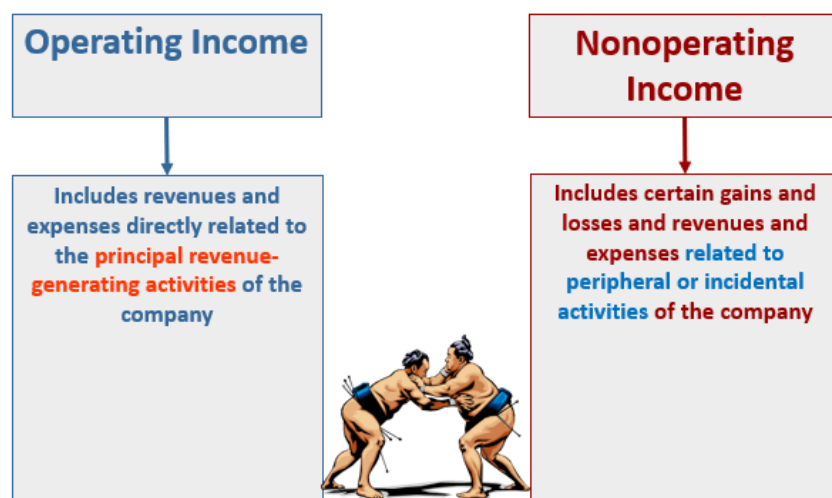 Operating Income
Nonoperating
Income
Includes revenues and
expenses directly related to
the principal revenue-
generating activities of the
company
Includes certain gains and
losses and revenues and
expenses related to
peripheral or incidental
activities of the company